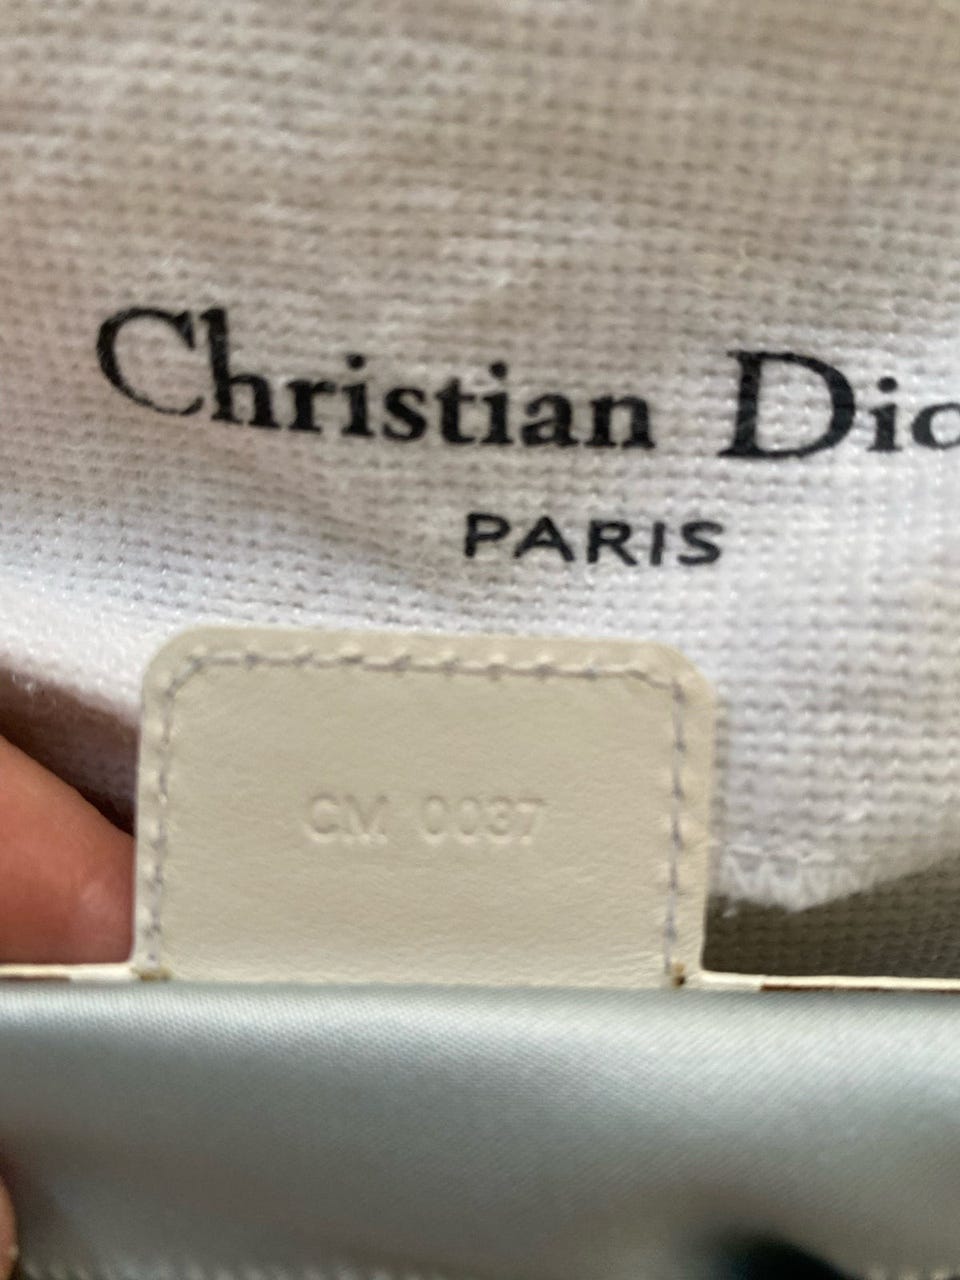 Christian Dio
PARIS
CM 0037